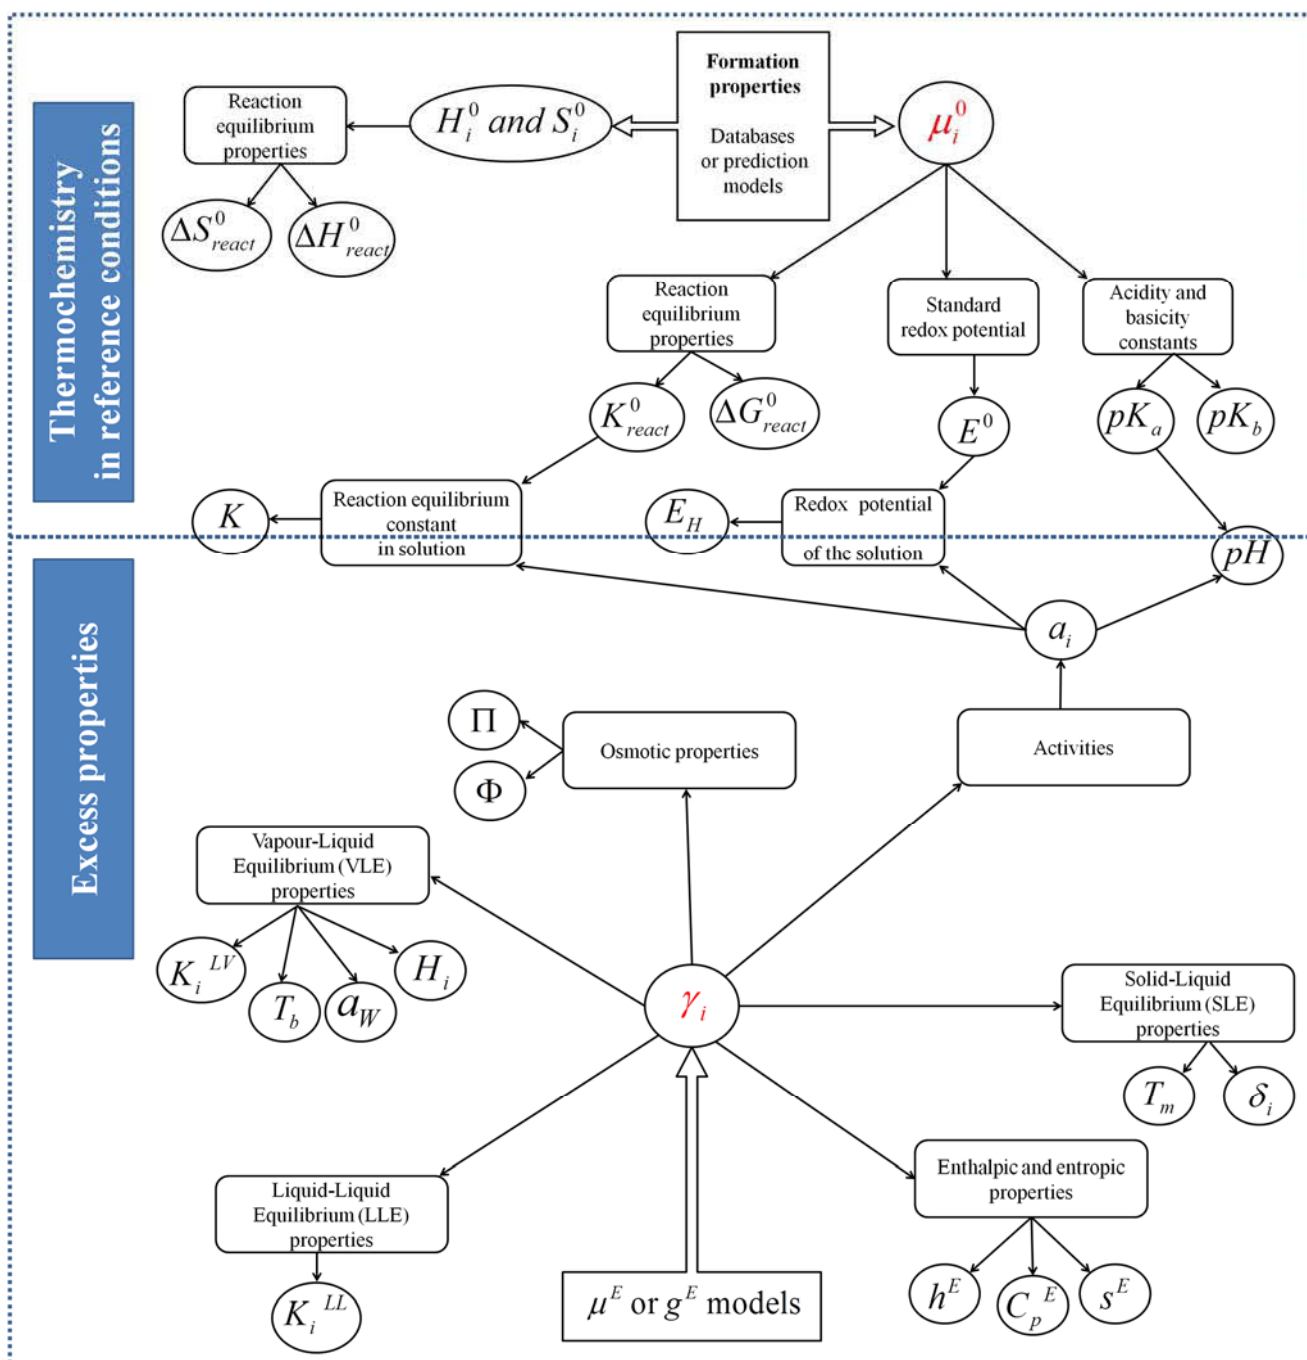 Thermochemistry
in reference conditions
Formation
properties
Databases
or prediction
models
H_i^0 and S_i^0
μ_i^0
Reaction
equilibrium
properties
ΔS^0_react
ΔH^0_react
Reaction
equilibrium
properties
Standard
redox potential
Acidity and
basicity
constants
K^0_react
ΔG^0_react
E^0
pK_a
pK_b
K
Reaction equilibrium
constant
in solution
E_H
Redox potential
of the solution
pH
Excess properties
a_i
Π
Φ
Osmotic properties
Activities
Vapour-Liquid
Equilibrium (VLE)
properties
K_i^LV
T_b
a_W
H_i
γ_i
Solid-Liquid
Equilibrium (SLE)
properties
T_m
δ_i
Liquid-Liquid
Equilibrium (LLE)
properties
K_i^LL
Enthalpic and entropic
properties
h^E
C_p^E
s^E
μ^E or g^E models